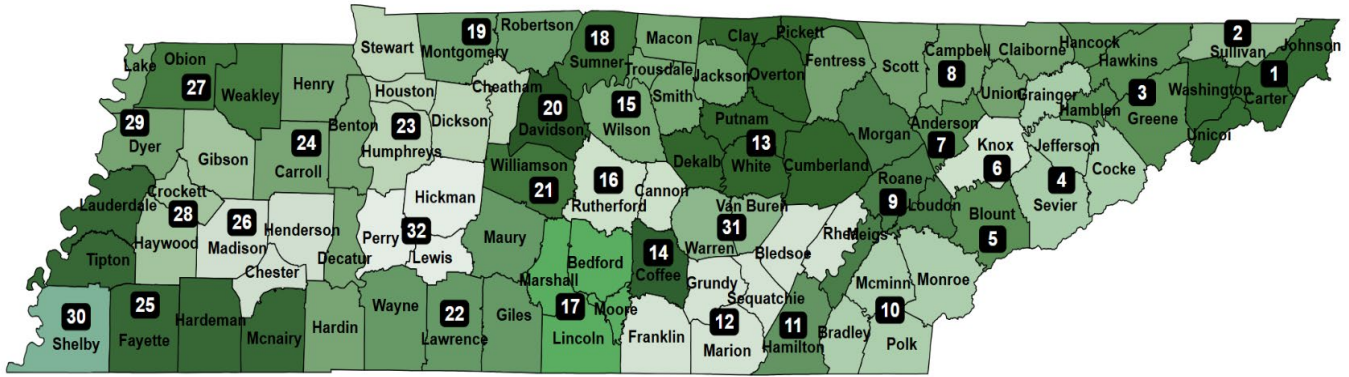 19
Robertson
18
Macon
Clay
Pickett
Hancock
2
Sullivan
Johnson
Stewart
Montgomery
Sumner
Trousdale
Jackson
Overton
Fentress
Scott
Campbell
8
Claiborne
Hawkins
1
Lake
Obion
27
Weakley
Henry
Houston
Cheatham
20
Davidson
15
Wilson
Smith
Putnam
Union
Grainger
Hamblen
3
Greene
Washington
Carter
Unicoi
29
Dyer
Gibson
24
Carroll
Benton
23
Humphreys
Dickson
Williamson
21
Dekalb
13
White
Cumberland
Morgan
Anderson
7
Knox
6
Jefferson
Cocke
4
Sevier
Lauderdale
Crockett
28
Haywood
26
Madison
Henderson
Hickman
16
Rutherford
Cannon
Van Buren
31
Warren
Bledsoe
Rhea
Meigs
Roane
9
Loudon
Blount
5
Tipton
Chester
Decatur
Perry
32
Lewis
Maury
Marshall
Bedford
14
Coffee
Grundy
Sequatchie
Mcminn
Monroe
30
Shelby
25
Fayette
Hardeman
Mcnairy
Hardin
Wayne
22
Lawrence
Giles
17
Moore
Lincoln
Franklin
12
Marion
11
Hamilton
Bradley
10
Polk